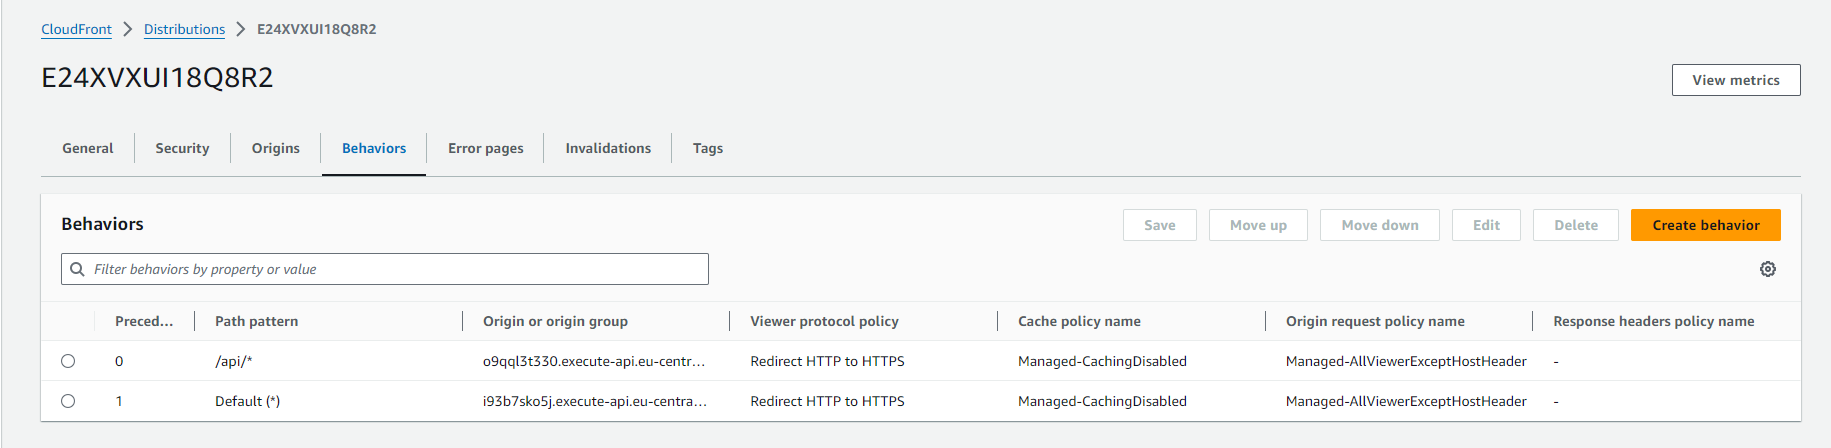 CloudFront > Distributions > E24XVXUI18Q8R2
E24XVXUI18Q8R2
View metrics
General Security Origins Behaviors Error pages Invalidations Tags
Behaviors
Save Move up Move down Edit Delete Create behavior
Filter behaviors by property or value
Preced... Path pattern Origin or origin group Viewer protocol policy Cache policy name Origin request policy name Response headers policy name
0 /api/* o9qql3t330.execute-api.eu-centr... Redirect HTTP to HTTPS Managed-CachingDisabled Managed-AllViewerExceptHostHeader -
1 Default (*) i93b7sko5j.execute-api.eu-centra... Redirect HTTP to HTTPS Managed-CachingDisabled Managed-AllViewerExceptHostHeader -